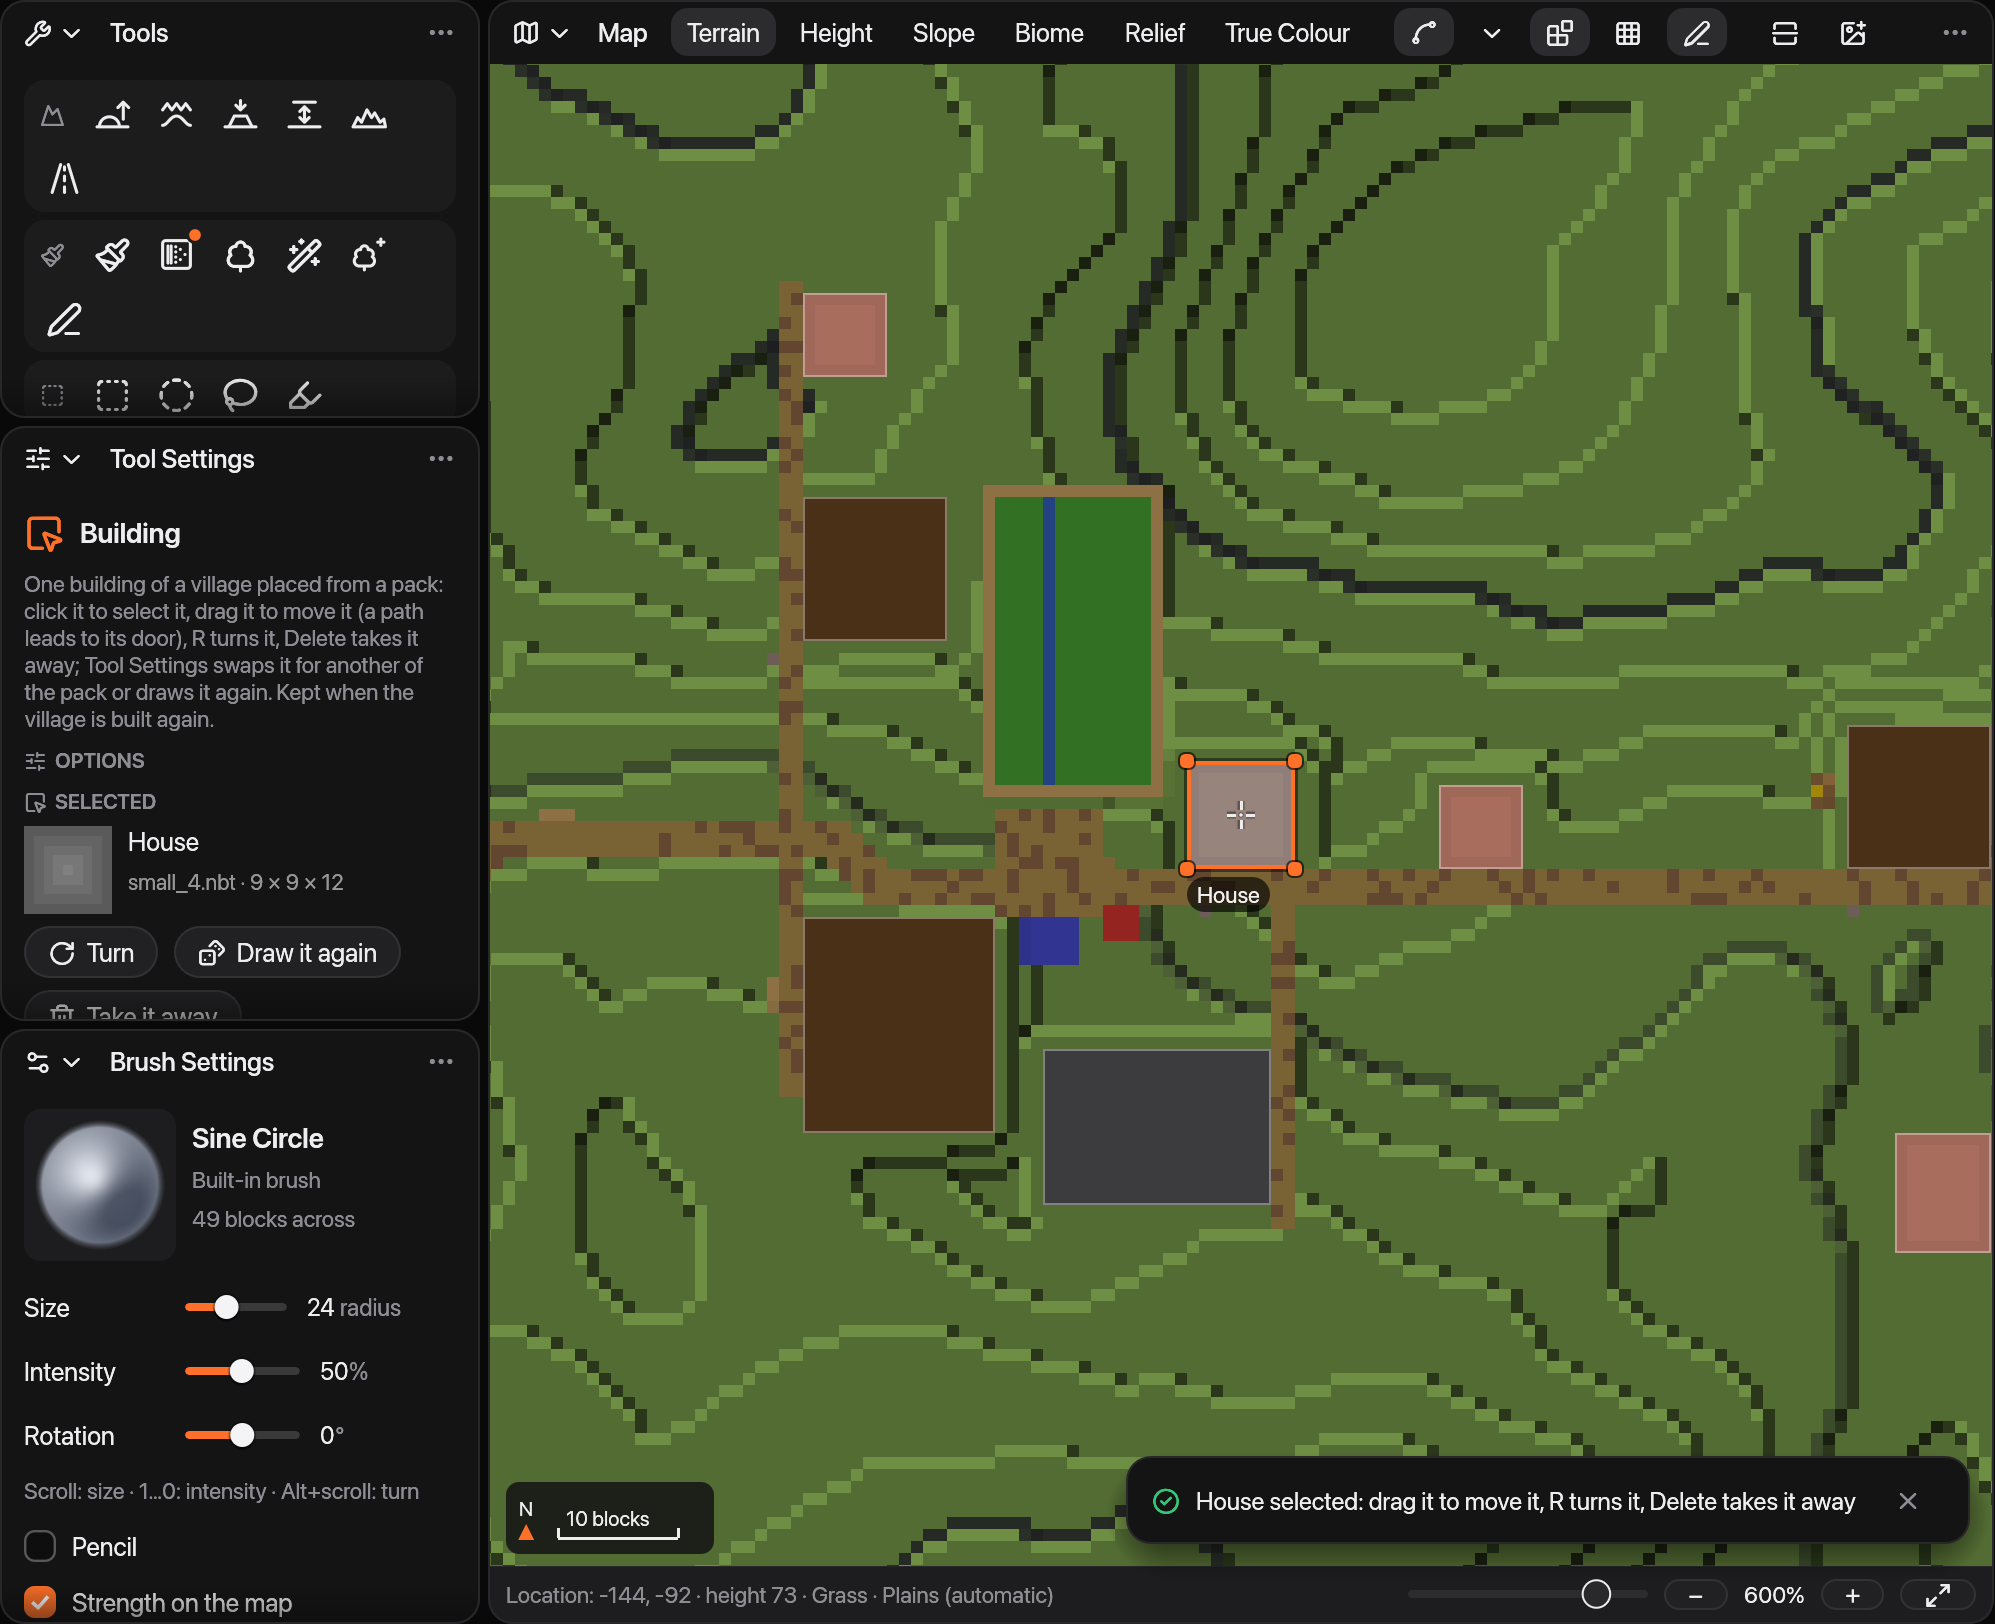 Tools
Tool Settings
Building
One building of a village placed from a pack:
click it to select it, drag it to move it (a path
leads to its door), R turns it, Delete takes it
away; Tool Settings swaps it for another of
the pack or draws it again. Kept when the
village is built again.
OPTIONS
SELECTED
House
small_4.nbt · 9 × 9 × 12
Turn
Draw it again
Take it away
Brush Settings
Sine Circle
Built-in brush
49 blocks across
Size 24 radius
Intensity 50%
Rotation 0°
Scroll: size · 1…0: intensity · Alt+scroll: turn
Pencil
Strength on the map
Map Terrain Height Slope Biome Relief True Colour
House
N
10 blocks
House selected: drag it to move it, R turns it, Delete takes it away
Location: -144, -92 · height 73 · Grass · Plains (automatic)
600%